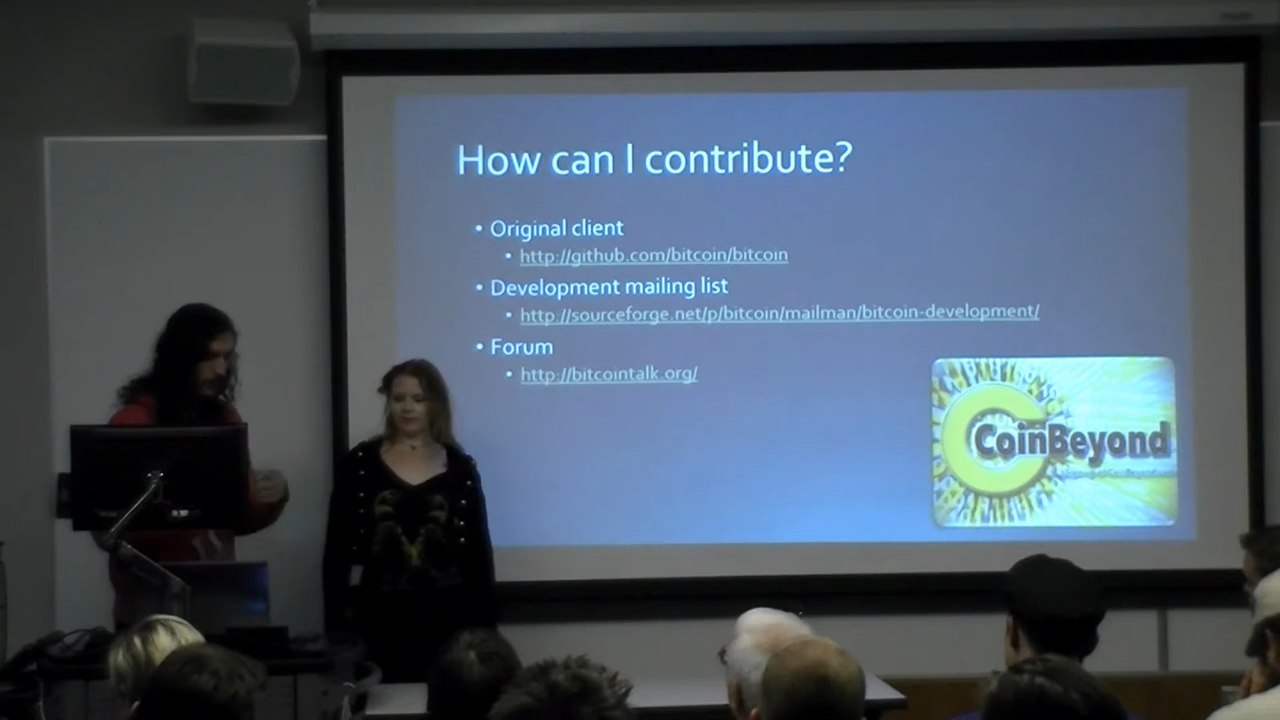 How can I contribute?
• Original client
• http://github.com/bitcoin/bitcoin
• Development mailing list
• http://sourceforge.net/p/bitcoin/mailman/bitcoin-development/
• Forum
• http://bitcointalk.org/
CoinBeyond